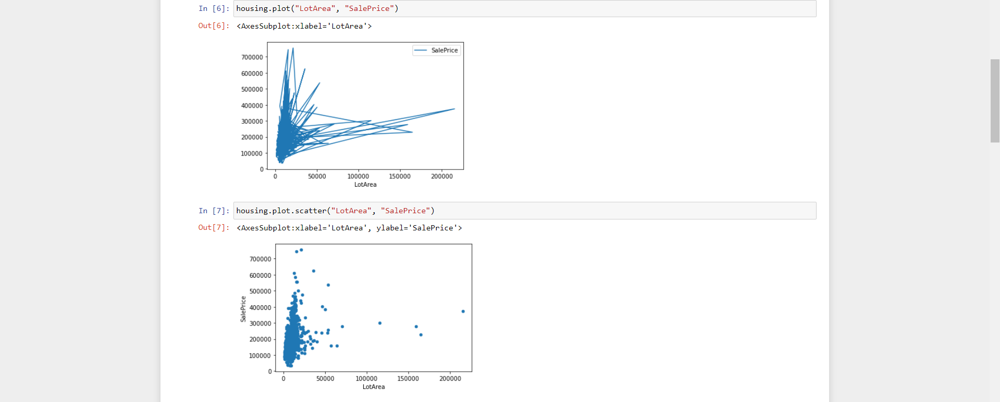 In [6]: housing.plot("LotArea", "SalePrice")
Out[6]: <AxesSubplot:xlabel='LotArea'>
SalePrice
700000
600000
500000
400000
300000
200000
100000
0
0 50000 100000 150000 200000
LotArea
In [7]: housing.plot.scatter("LotArea", "SalePrice")
Out[7]: <AxesSubplot:xlabel='LotArea', ylabel='SalePrice'>
SalePrice
700000
600000
500000
400000
300000
200000
100000
0
0 50000 100000 150000 200000
LotArea